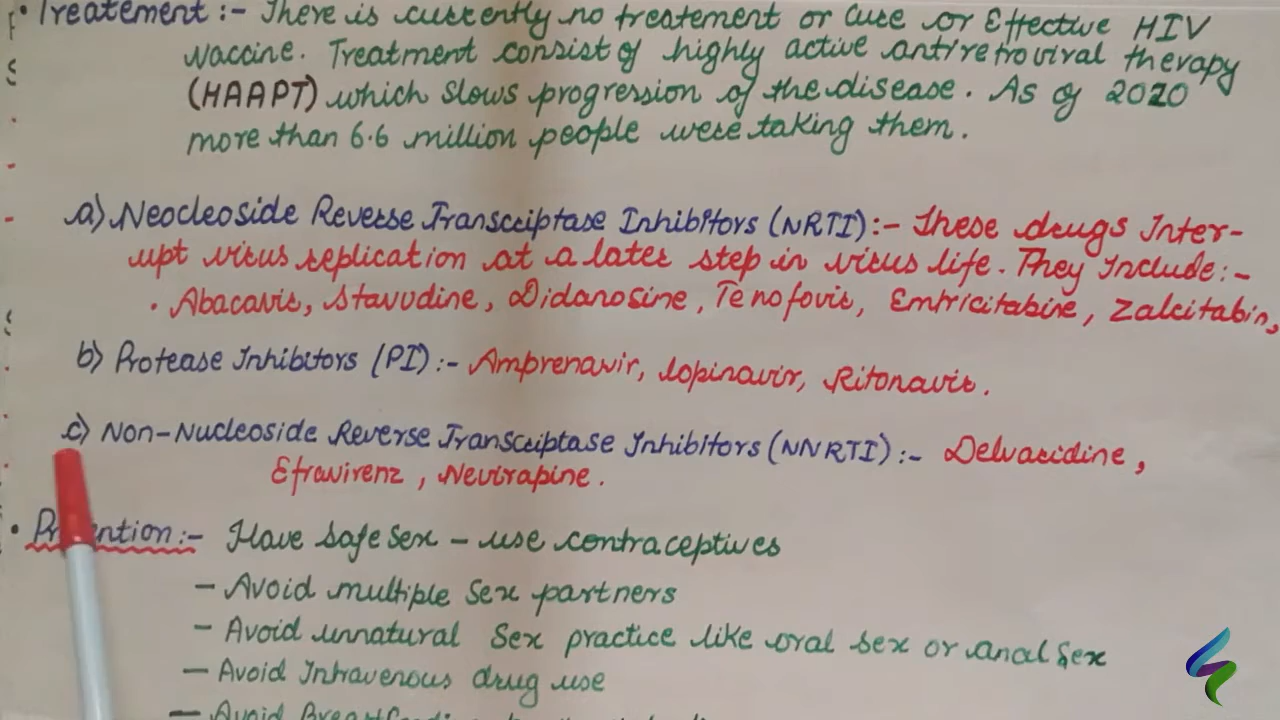 • Treatement :- There is currently no treatement or cure or Effective HIV
vaccine. Treatment consist of highly active antiretroviral therapy
(HAAPT) which slows progression of the disease. As of 2020
more than 6.6 million people were taking them.
a) Neocleoside Reverse Transcriptase Inhibitors (NRTI) :- These drugs Inter-
upt virus replication at a later step in virus life. They Include:-
• Abacavir, Stavudine, Didanosine, Tenofovir, Emtricitabine, Zalcitabin,
b) Protease Inhibitors (PI) :- Amprenavir, lopinavir, Ritonavir.
c) Non-Nucleoside Reverse Transcriptase Inhibitors (NNRTI) :- Delvaridine,
Efravirenz, Nevirapine.
• :- Have safe sex - use contraceptives
- Avoid multiple sex partners
- Avoid unnatural sex practice like oral sex or anal sex
- Avoid Intravenous drug use
- Avoid